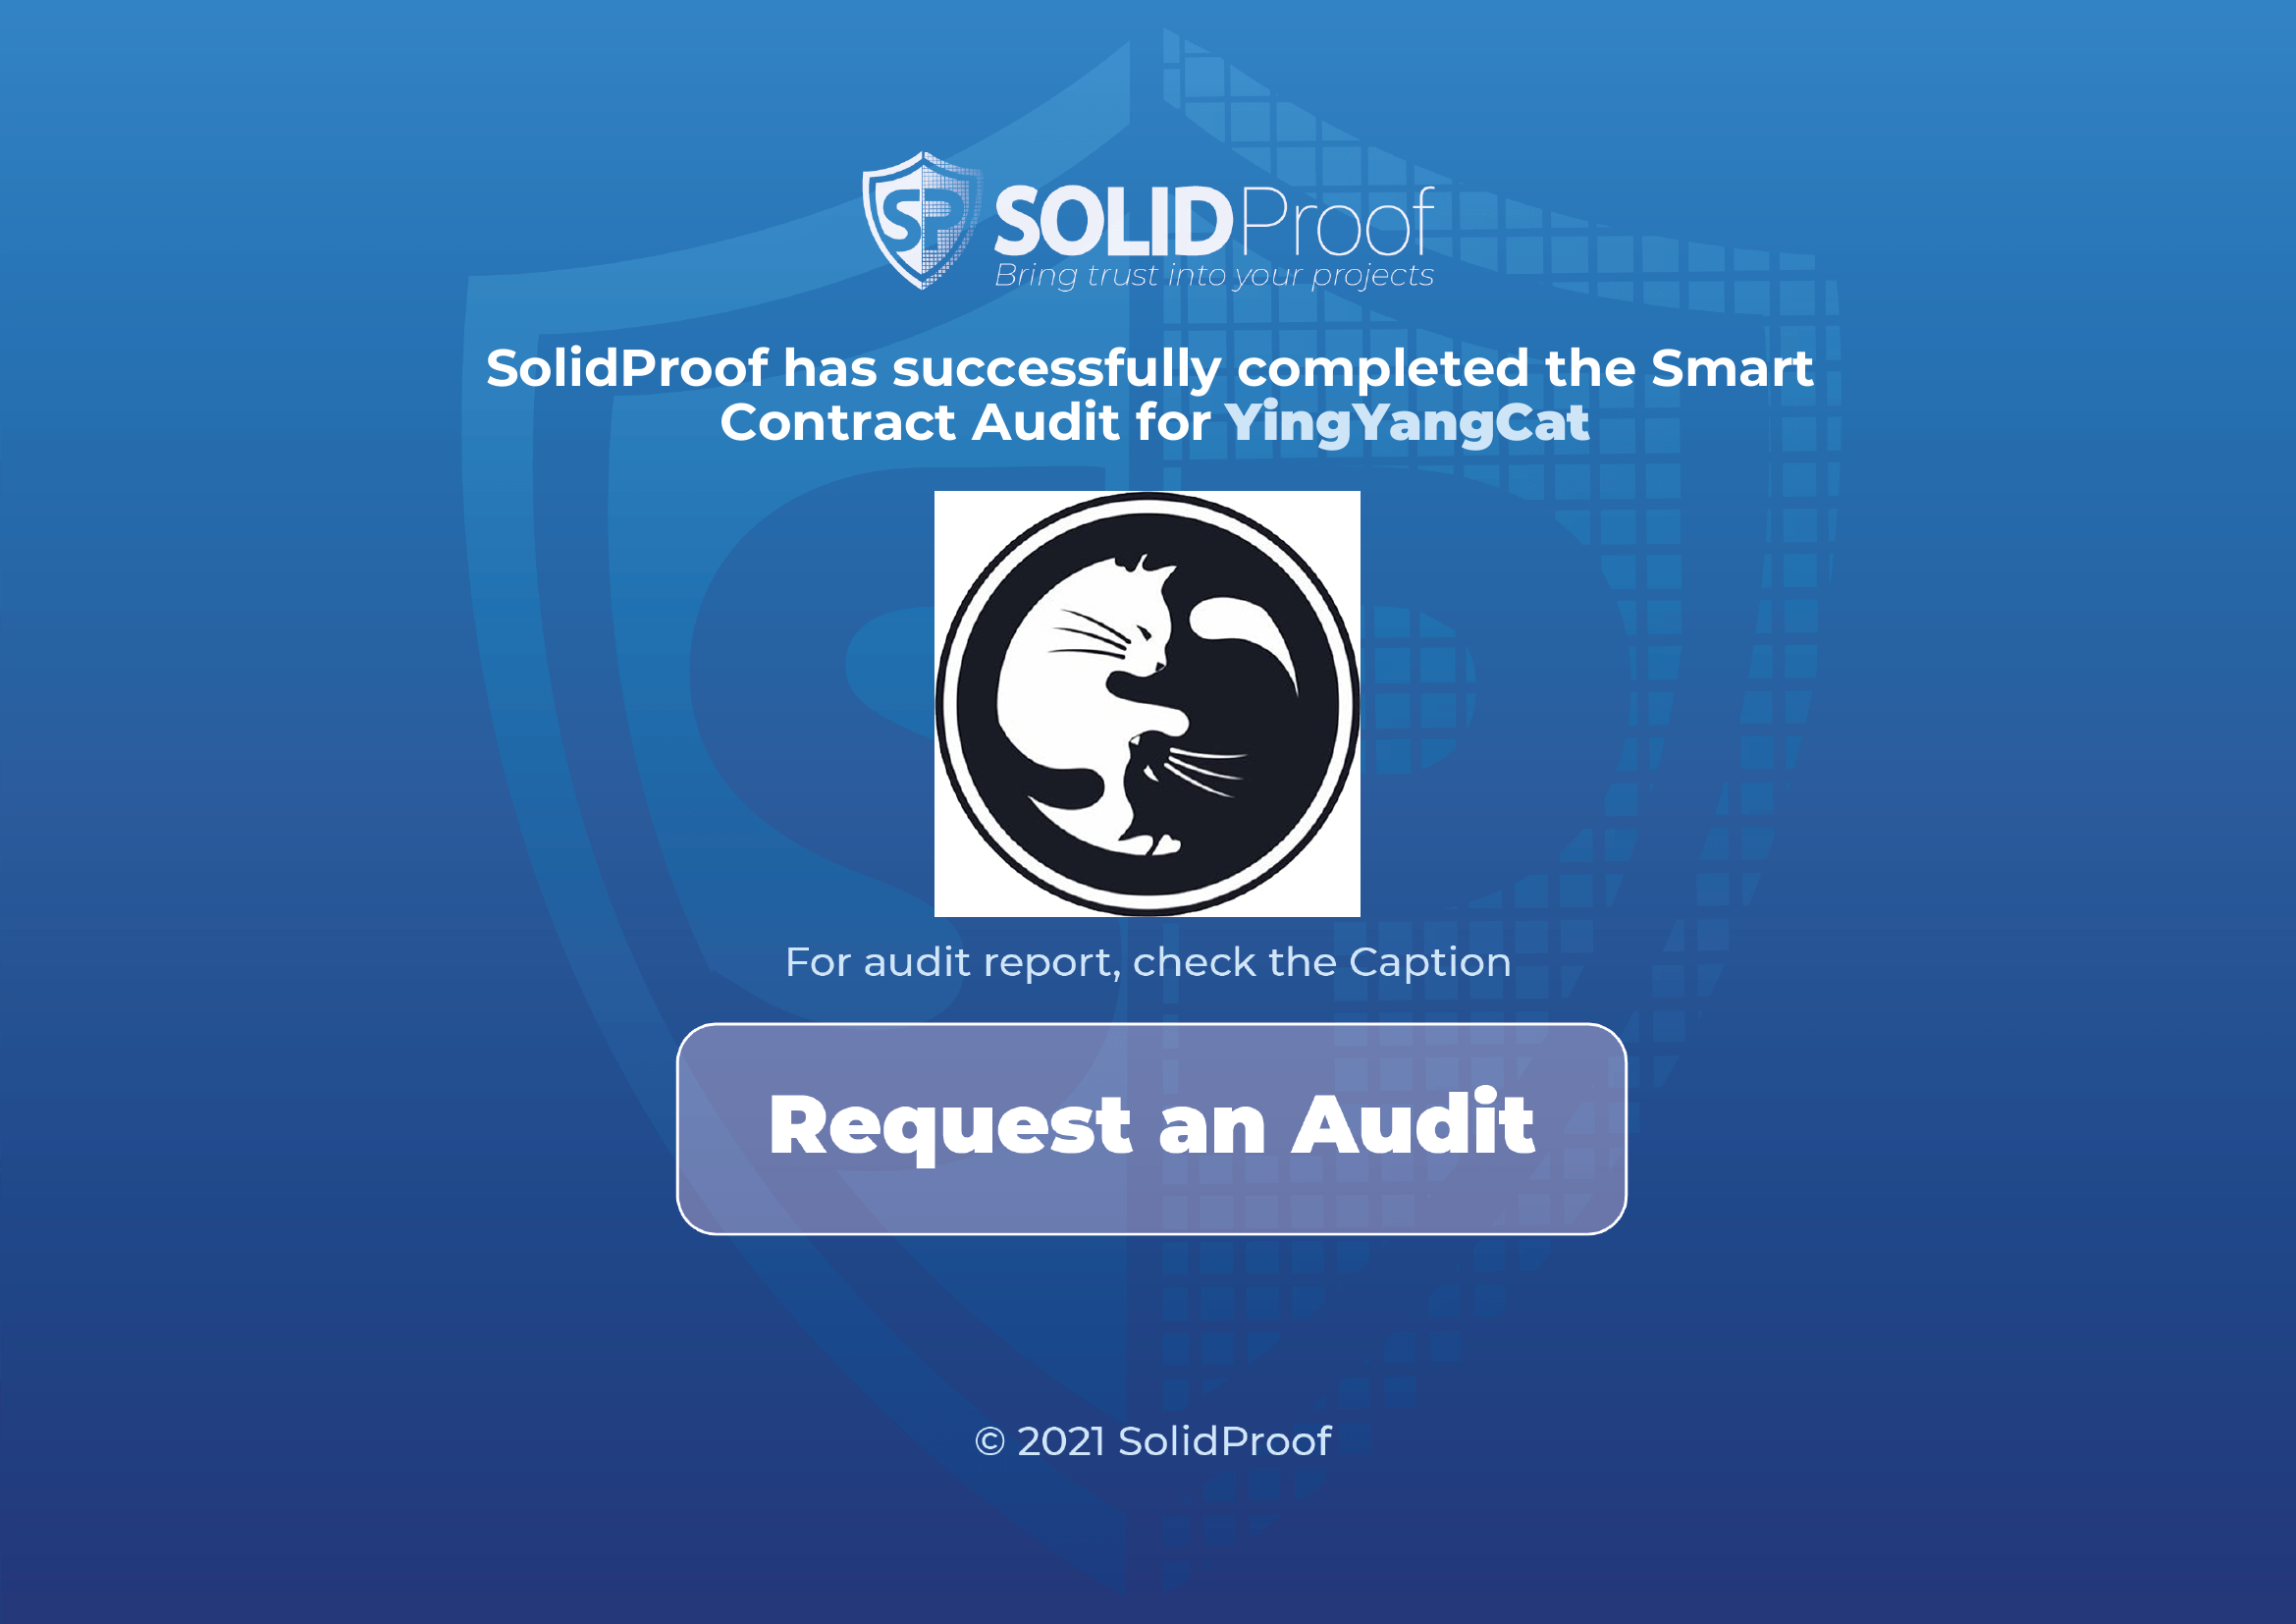 SP SOLIDProof
Bring trust into your projects
SolidProof has successfully completed the Smart
Contract Audit for YingYangCat
For audit report, check the Caption
Request an Audit
© 2021 SolidProof